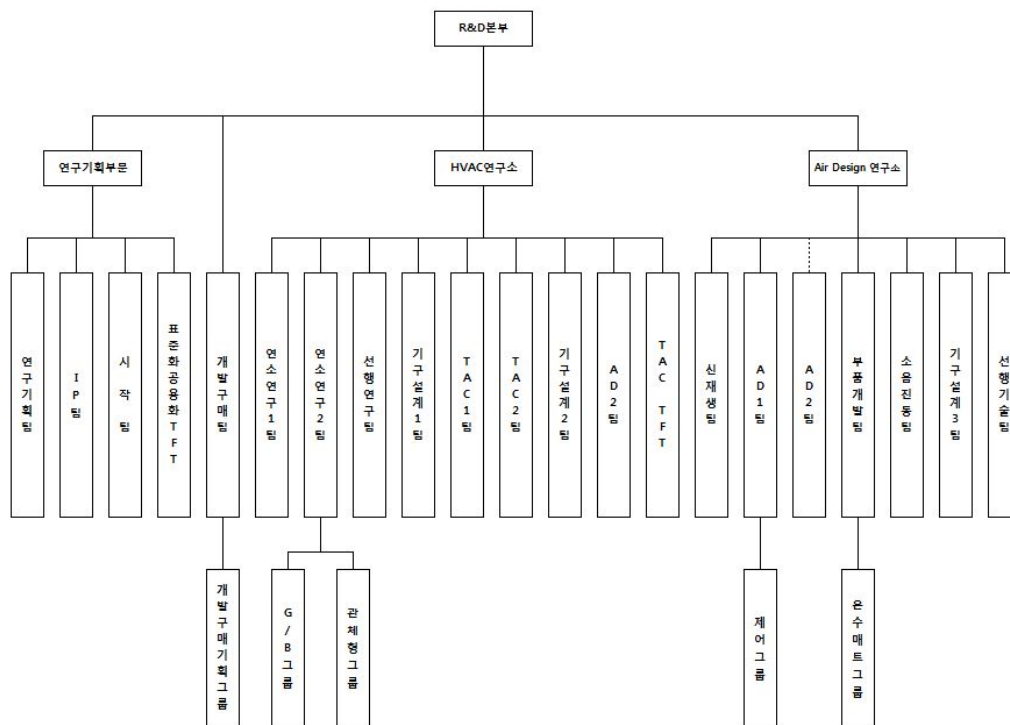 R&D본부
연구기획부문
HVAC연구소
Air Design 연구소
연구기획팀
IP팀
시 작 팀
표준화공용화TFT
개발구매팀
연소연구1팀
연소연구2팀
선행연구팀
기구설계1팀
TAC1팀
TAC2팀
기구설계2팀
AD2팀
TAC TFT
신재생팀
AD1팀
AD2팀
부품개발팀
소음진동팀
기구설계3팀
선행기술팀
개발구매기획그룹
G/B그룹
관체형그룹
제어그룹
온수매트그룹